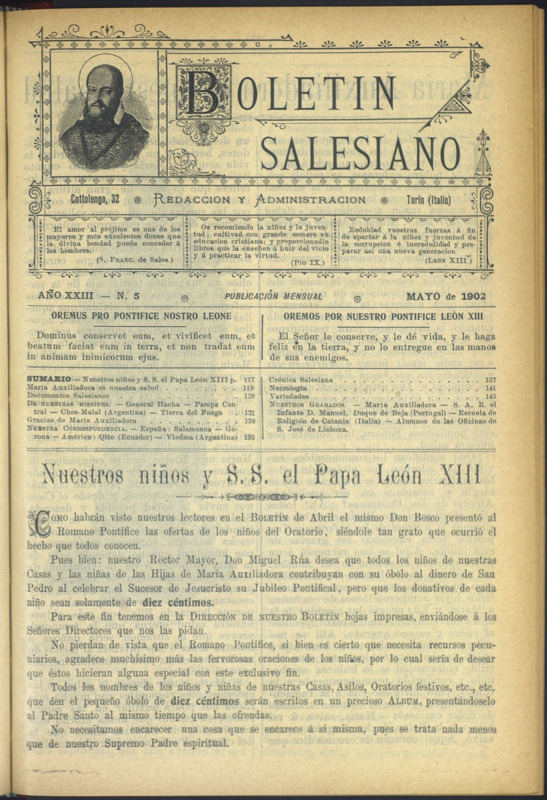 BOLETIN
SALESIANO
Cottolengo, 32 REDACCION Y ADMINISTRACION Turín (Italia)
El amor al prójimo es uno de los
mayores y más excelentes dones que
la divina bondad puede conceder á
los hombres.
(S. FRANC. de Sales)
Os recomiendo la niñez y la juven-
tud; cultivad con grande esmero su
educacion cristiana; y proporcionadle
libros que la enseñen á huir del vicio
y á practicar la virtud.
(PIO IX.)
Redoblad vuestras fuerzas á fin
de apartar á la niñez y juventud de
la corrupcion é incredulidad y pre-
parar así una nueva generacion
(LEÓN XIII)
AÑO XXIII — N. 5 PUBLICACIÓN MENSUAL MAYO de 1902
OREMUS PRO PONTIFICE NOSTRO LEONE
Dominus conservet eum, et vivificet eum, et
beatum faciat eum in terra, et non tradat eum
in animam inimicorum ejus.
OREMOS POR NUESTRO PONTIFICE LEÒN XIII
El Señor le conserve, y le dé vida, y le haga
feliz en la tierra, y no lo entregue en las manos
de sus enemigos.
SUMARIO — Nuestros niños y S. S. el Papa León XIII p. 117
María Auxiliadora es nuestra salud 118
Documentos Salesianos 120
DE NUESTRAS MISIONES. — General Hacha — Pampa Cen-
tral — Chos-Malal (Argentina) — Tierra del Fuego 121
Gracias de María Auxiliadora 130
NUESTRA CORRESPONDENCIA. — España: Salamanca — Ge-
rona — América: Qito (Ecuador) — Viedma (Argentina) 132
Crónica Salesiana 137
Necrología 141
Variedades 143
NUESTROS GRABADOS. — María Auxiliadora — S. A. R. el
Infante D. Manuel, Duque de Beja (Portugal) — Escuela de
Religión de Catania (Italia) — Alumnos de las Oficinas de
S. José de Lisboa.
Nuestros niños y S. S. el Papa León XIII
COMO habrán visto nuestros lectores en el BOLETÍN de Abril el mismo Don Bosco presentó al
Romano Pontífice las ofertas de los niños del Oratorio, siéndole tan grato que ocurrió el
hecho que todos conocen.
Pues bien: nuestro Rector Mayor, Don Miguel Rúa desea que todos los niños de nuestras
Casas y las niñas de las Hijas de María Auxiliadora contribuyan con su óbolo al dinero de San
Pedro al celebrar el Sucesor de Jesucristo su Jubileo Pontifical, pero que los donativos de cada
niño sean solamente de diez céntimos.
Para este fin tenemos en la DIRECCIÓN DE NUESTRO BOLETÍN hojas impresas, enviándose á los
Señores Directores que nos las pidan.
No pierdan de vista que el Romano Pontífice, si bien es cierto que necesita recursos pecu-
niarios, agradece muchísimo más las fervorosas oraciones de los niños, por lo cual sería de desear
que éstos hicieran alguna especial con este exclusivo fin.
Todos los nombres de los niños y niñas de nuestras Casas, Asilos, Oratorios festivos, etc., etc.
que den el pequeño óbolo de diez céntimos serán escritos en un precioso ALBUM, presentándoselo
al Padre Santo al mismo tiempo que las ofrendas.
No necesitamos encarecer una cosa que se encarece á sí misma, pues se trata nada menos
que de nuestro Supremo Padre espiritual.